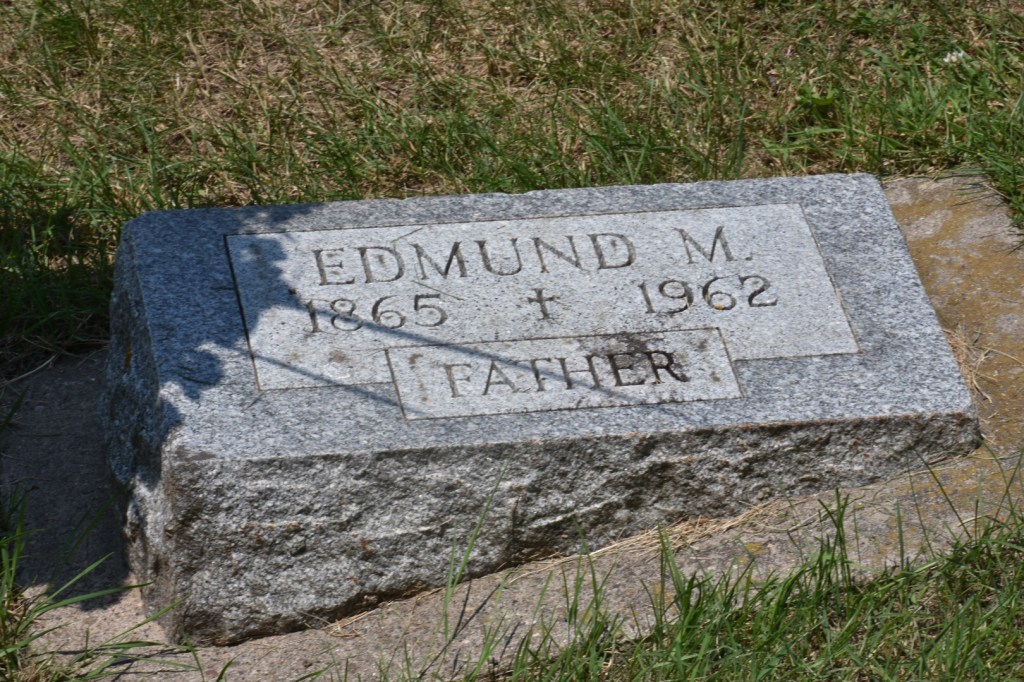 EDMUND M.
1865 ✝ 1962
FATHER